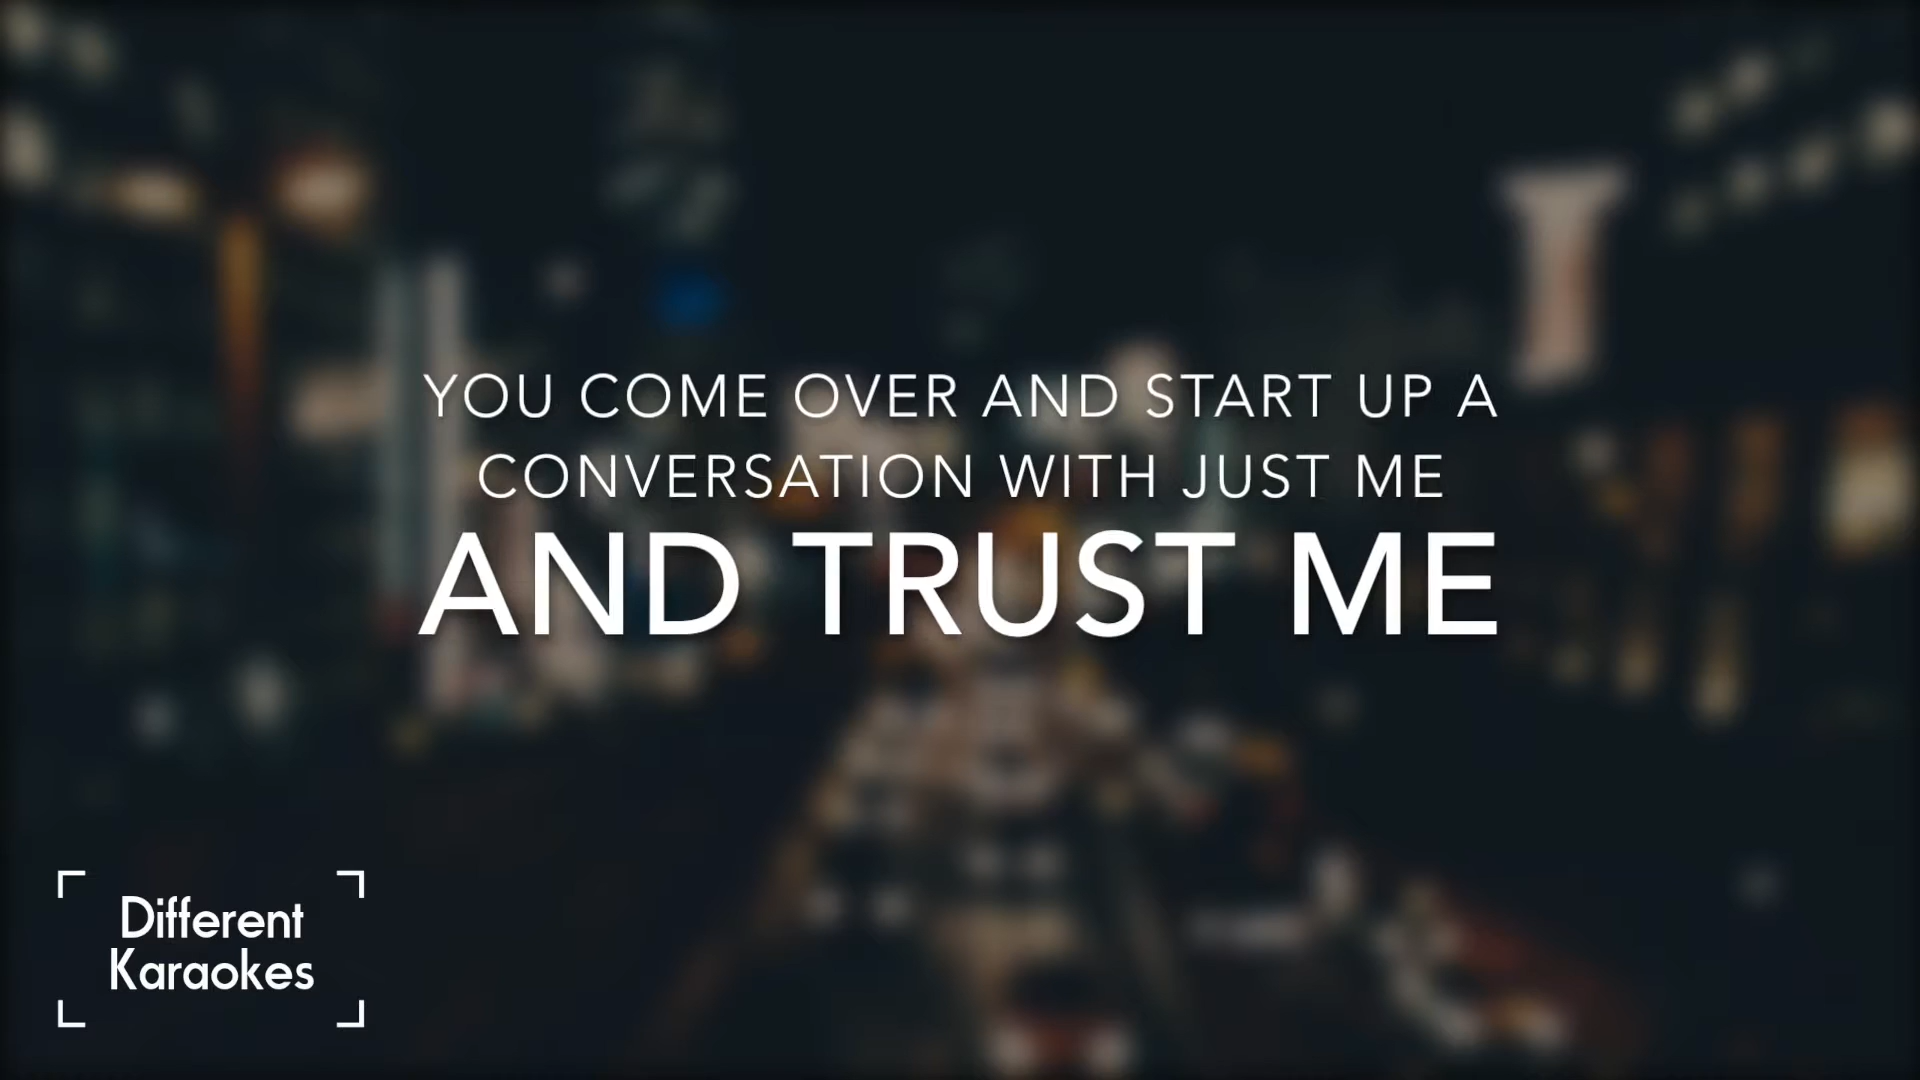 YOU COME OVER AND START UP A
CONVERSATION WITH JUST ME
AND TRUST ME
Different
Karaokes